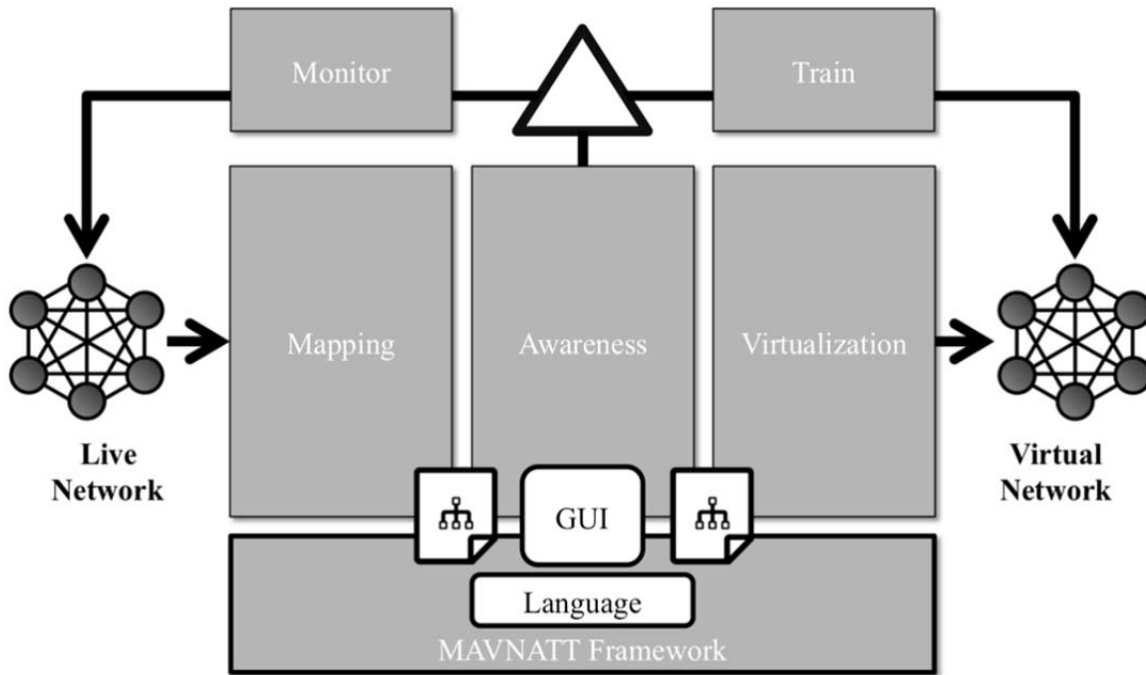 Monitor
Train
Mapping
Awareness
Virtualization
Live
Network
Virtual
Network
GUI
Language
MAVNATT Framework